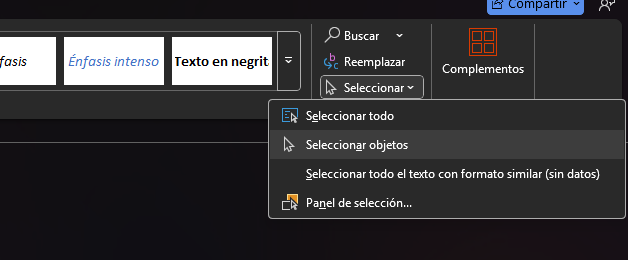 Compartir
fasis
Énfasis intenso
Texto en negrit
Buscar
Reemplazar
Seleccionar
Complementos
Seleccionar todo
Seleccionar objetos
Seleccionar todo el texto con formato similar (sin datos)
Panel de selección...